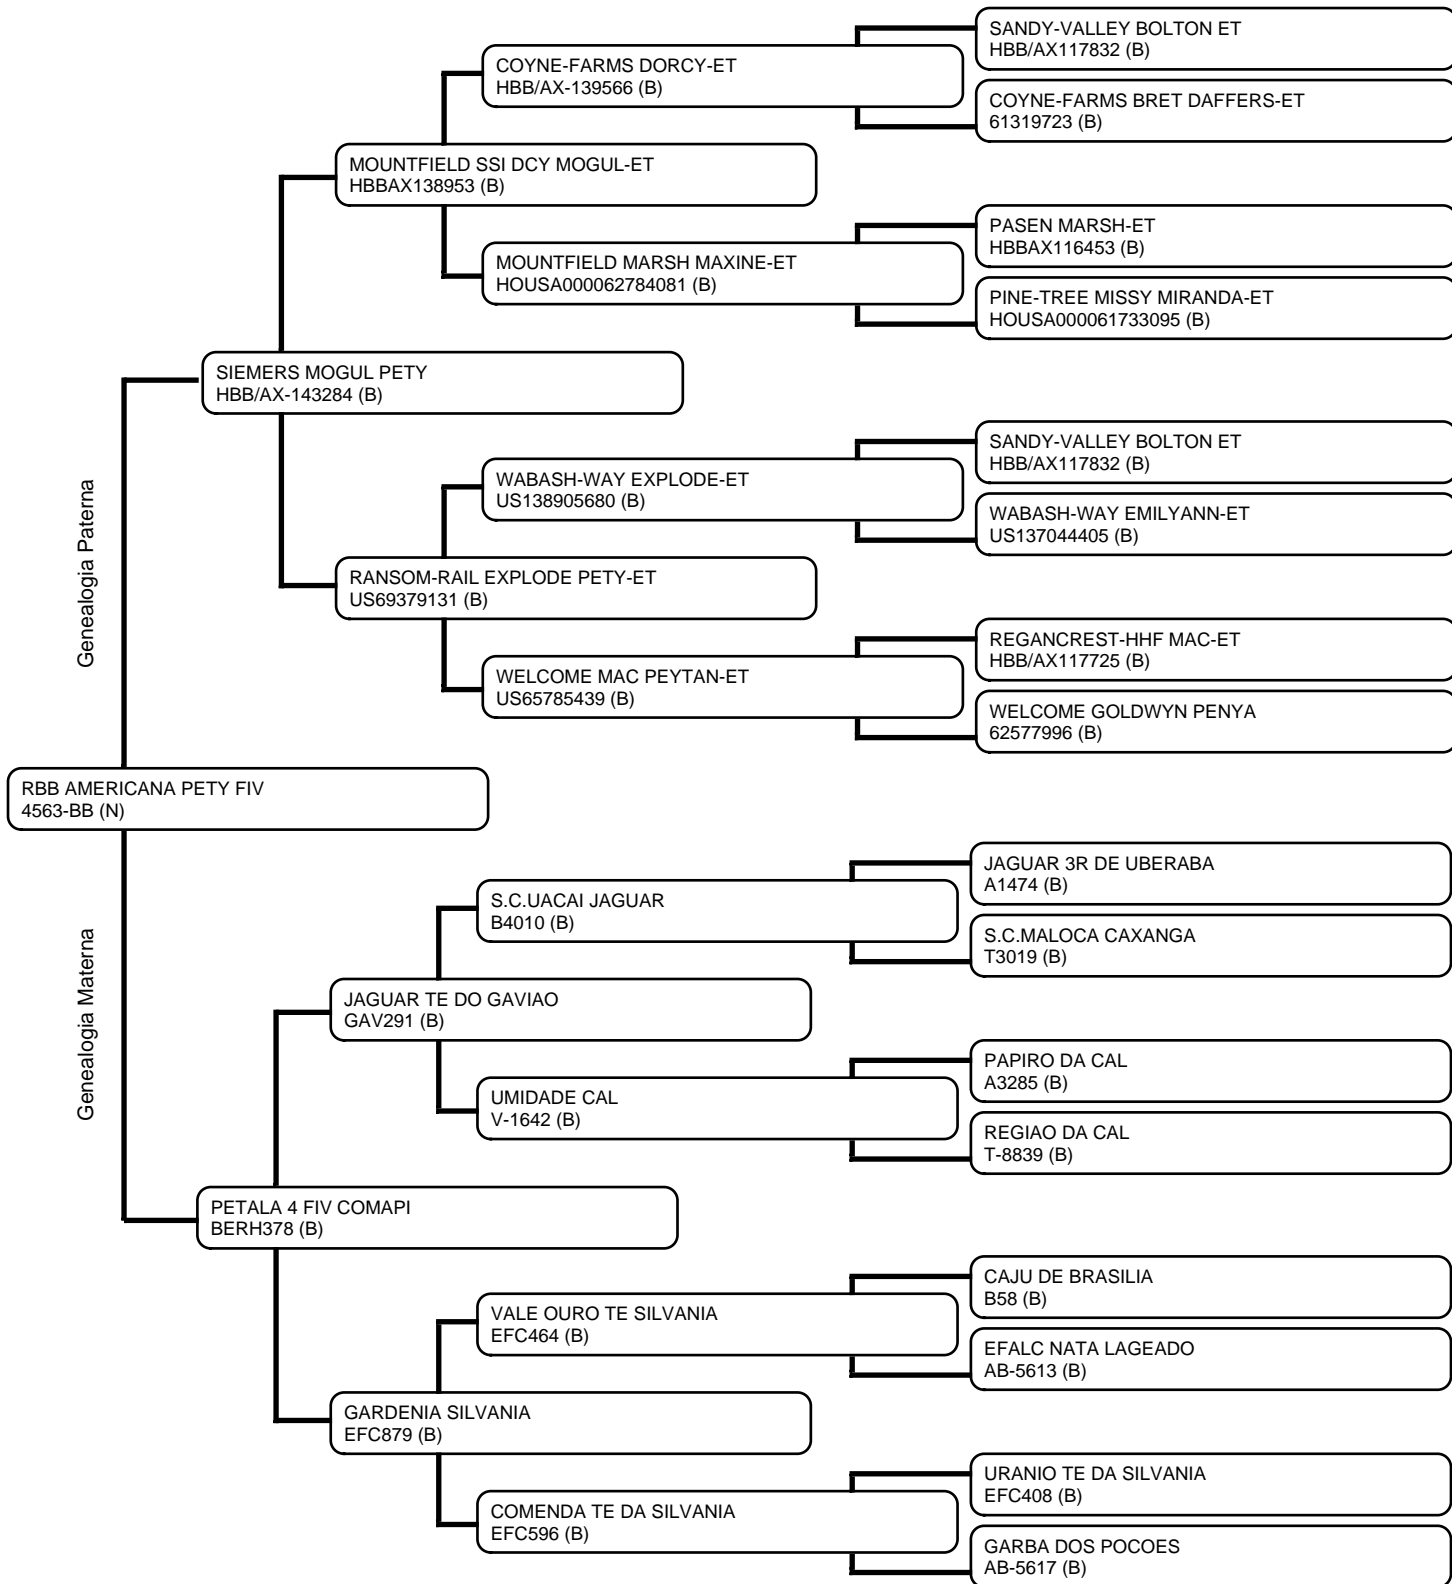 SANDY-VALLEY BOLTON ET
HBB/AX117832 (B)
COYNE-FARMS DORCY-ET
HBB/AX-139566 (B)
COYNE-FARMS BRET DAFFERS-ET
61319723 (B)
MOUNTFIELD SSI DCY MOGUL-ET
HBBAX138953 (B)
PASEN MARSH-ET
HBBAX116453 (B)
MOUNTFIELD MARSH MAXINE-ET
HOUSA000062784081 (B)
PINE-TREE MISSY MIRANDA-ET
HOUSA000061733095 (B)
SIEMERS MOGUL PETY
HBB/AX-143284 (B)
SANDY-VALLEY BOLTON ET
HBB/AX117832 (B)
WABASH-WAY EXPLODE-ET
US138905680 (B)
WABASH-WAY EMILYANN-ET
US137044405 (B)
Genealogia Paterna
RANSOM-RAIL EXPLODE PETY-ET
US69379131 (B)
REGANCREST-HHF MAC-ET
HBB/AX117725 (B)
WELCOME MAC PEYTAN-ET
US65785439 (B)
WELCOME GOLDWYN PENYA
62577996 (B)
RBB AMERICANA PETY FIV
4563-BB (N)
JAGUAR 3R DE UBERABA
A1474 (B)
S.C.UACAI JAGUAR
B4010 (B)
S.C.MALOCA CAXANGA
T3019 (B)
Genealogia Materna
JAGUAR TE DO GAVIAO
GAV291 (B)
PAPIRO DA CAL
A3285 (B)
UMIDADE CAL
V-1642 (B)
REGIAO DA CAL
T-8839 (B)
PETALA 4 FIV COMAPI
BERH378 (B)
CAJU DE BRASILIA
B58 (B)
VALE OURO TE SILVANIA
EFC464 (B)
EFALC NATA LAGEADO
AB-5613 (B)
GARDENIA SILVANIA
EFC879 (B)
URANIO TE DA SILVANIA
EFC408 (B)
COMENDA TE DA SILVANIA
EFC596 (B)
GARBA DOS POCOES
AB-5617 (B)